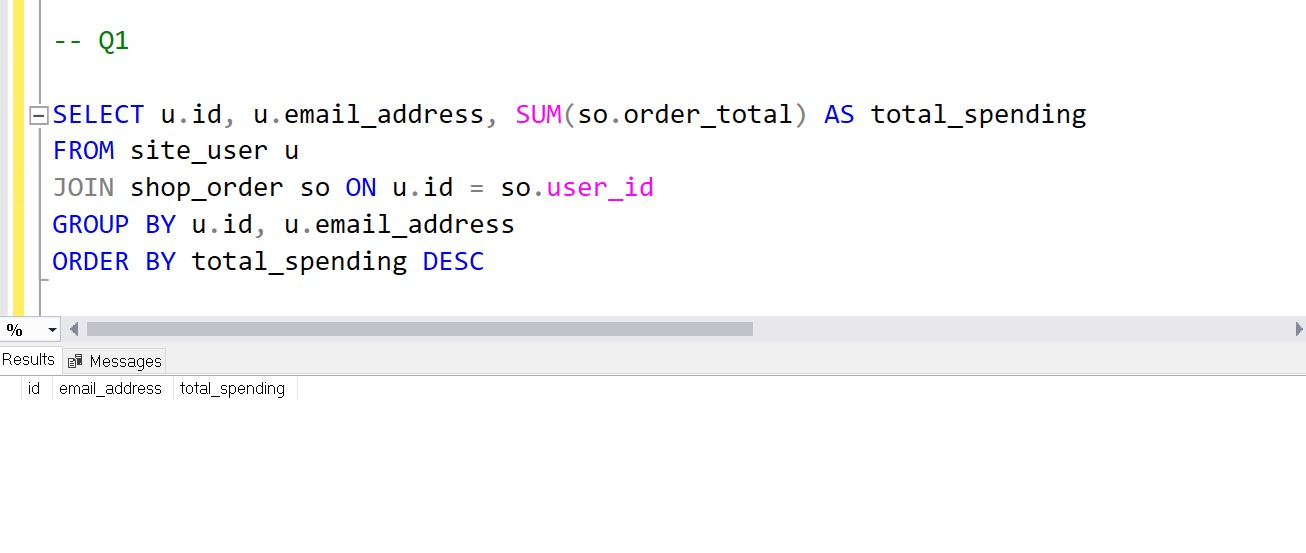 -- Q1
SELECT u.id, u.email_address, SUM(so.order_total) AS total_spending
FROM site_user u
JOIN shop_order so ON u.id = so.user_id
GROUP BY u.id, u.email_address
ORDER BY total_spending DESC
%
Results Messages
id email_address total_spending